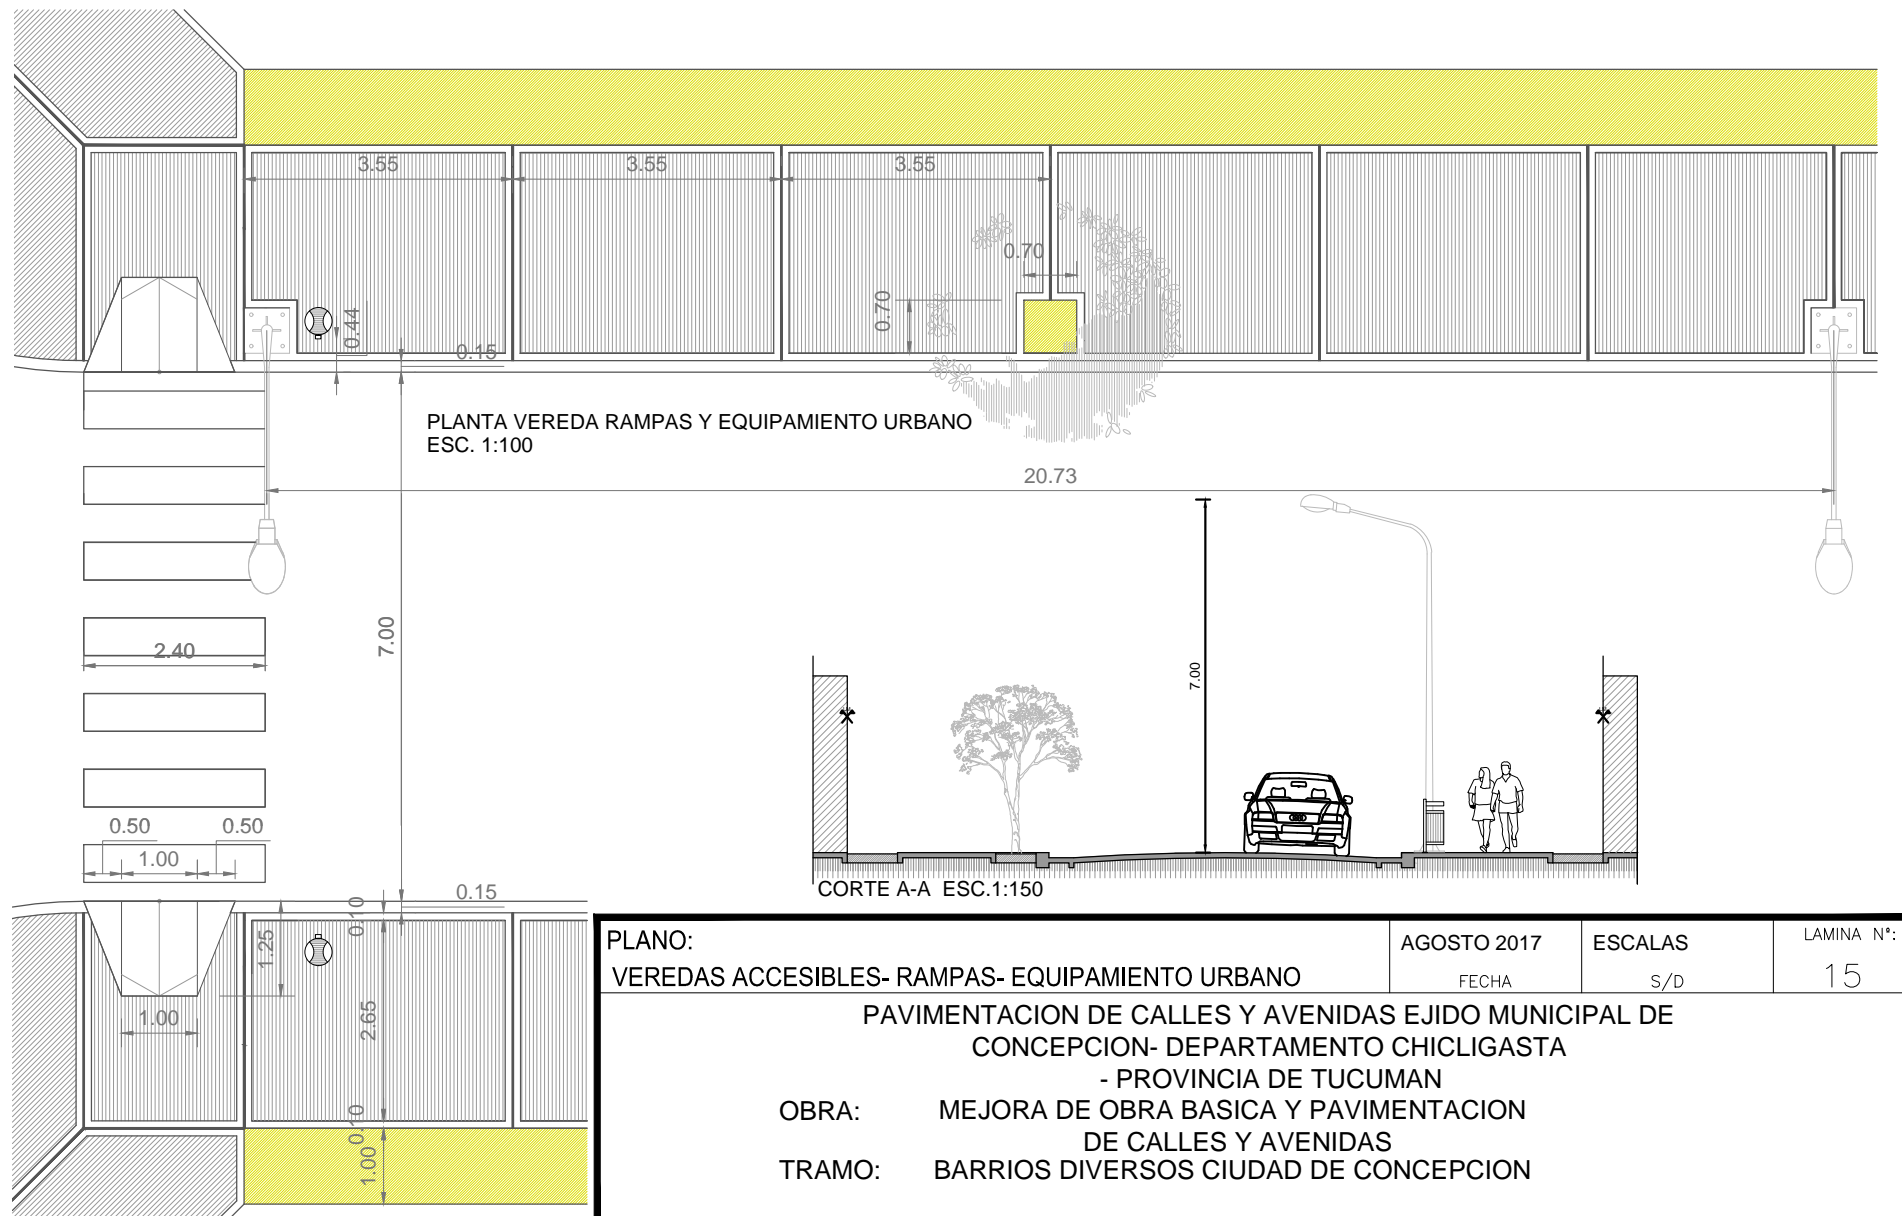 3.55
3.55
3.55
0.70
0.70
0.44
0.15
PLANTA VEREDA RAMPAS Y EQUIPAMIENTO URBANO
ESC. 1:100
20.73
7.00
2.40
7.00
0.50
0.50
1.00
0.15
CORTE A-A ESC.1:150
0.10
1.25
1.00
2.65
0.10
1.00
PLANO:
VEREDAS ACCESIBLES- RAMPAS- EQUIPAMIENTO URBANO
AGOSTO 2017
FECHA
ESCALAS
S/D
LAMINA Nº:
15
PAVIMENTACION DE CALLES Y AVENIDAS EJIDO MUNICIPAL DE
CONCEPCION- DEPARTAMENTO CHICLIGASTA
- PROVINCIA DE TUCUMAN
OBRA: MEJORA DE OBRA BASICA Y PAVIMENTACION
DE CALLES Y AVENIDAS
TRAMO: BARRIOS DIVERSOS CIUDAD DE CONCEPCION